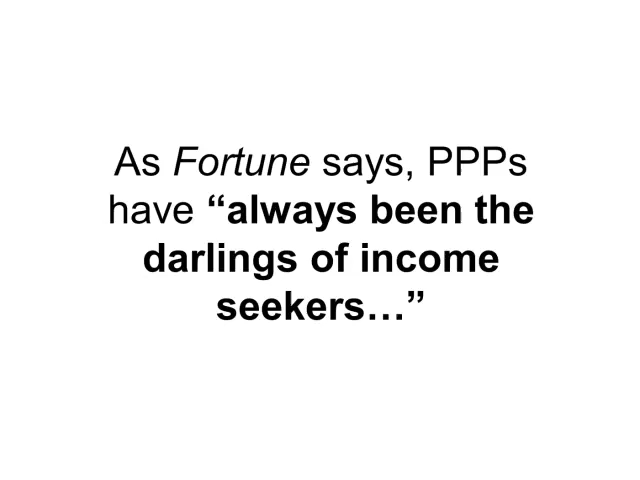 As Fortune says, PPPs
have “always been the
darlings of income
seekers…”